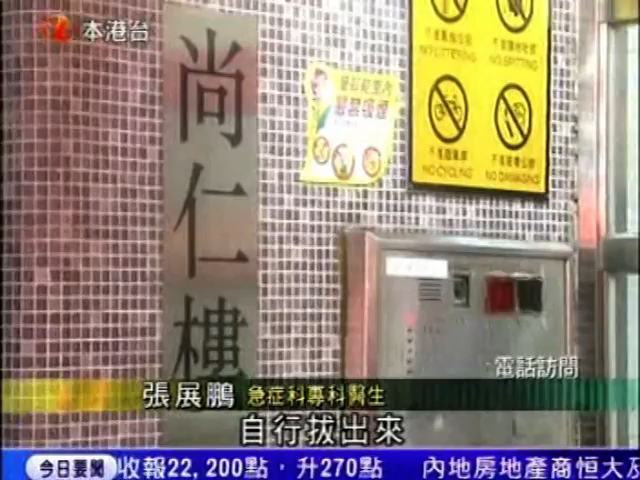 本港台
尚仁樓
NO LITTERING
NO SPITTING
NO CYCLING
NO DAMAGING
電話訪問
張展鵬 急症科專科醫生
自行拔出來
今日要聞 收報22,200點，升270點 內地房地產商恒大及